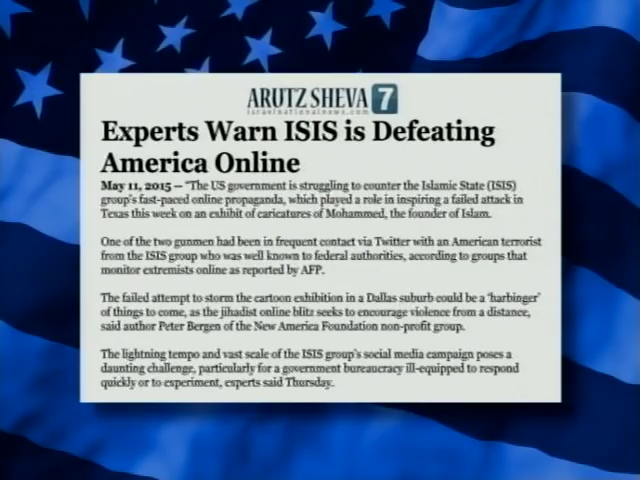 ARUTZ SHEVA 7
israelnationalnews.com
Experts Warn ISIS is Defeating
America Online
May 11, 2015 — "The US government is struggling to counter the Islamic State (ISIS)
group's fast-paced online propaganda, which played a role in inspiring a failed attack in
Texas this week on an exhibit of caricatures of Mohammed, the founder of Islam.
One of the two gunmen had been in frequent contact via Twitter with an American terrorist
from the ISIS group who was well known to federal authorities, according to groups that
monitor extremists online as reported by AFP.
The failed attempt to storm the cartoon exhibition in a Dallas suburb could be a 'harbinger'
of things to come, as the jihadist online blitz seeks to encourage violence from a distance,
said author Peter Bergen of the New America Foundation non-profit group.
The lightning tempo and vast scale of the ISIS group's social media campaign poses a
daunting challenge, particularly for a government bureaucracy ill-equipped to respond
quickly or to experiment, experts said Thursday.